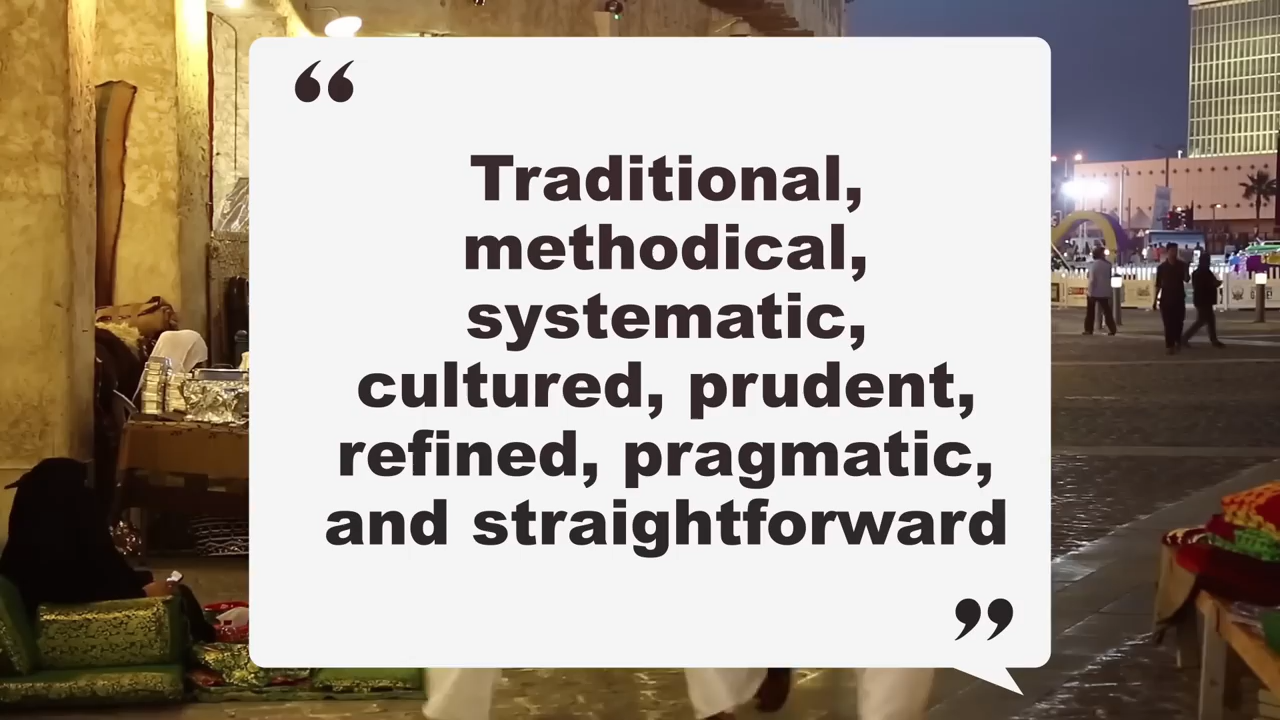 “
Traditional,
methodical,
systematic,
cultured, prudent,
refined, pragmatic,
and straightforward
”